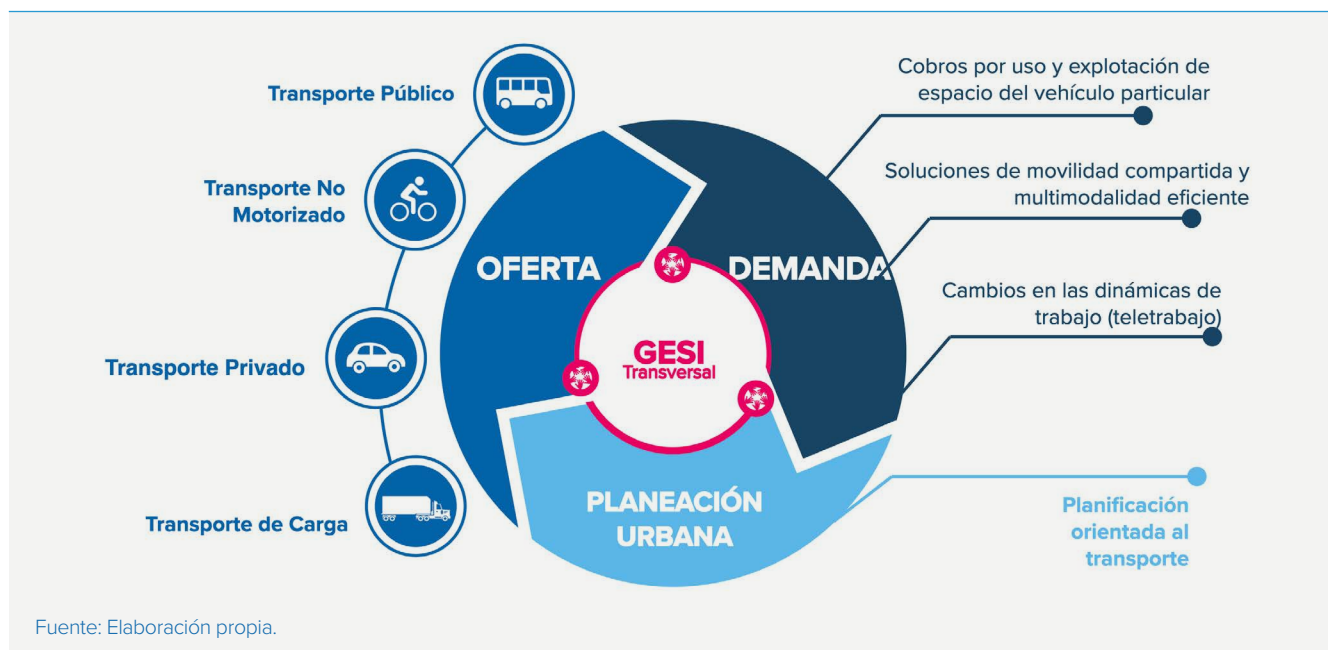 Transporte Público
Transporte No
Motorizado
Transporte Privado
Transporte de Carga
OFERTA
DEMANDA
GESI
Transversal
PLANEACIÓN
URBANA
Cobros por uso y explotación de
espacio del vehículo particular
Soluciones de movilidad compartida y
multimodalidad eficiente
Cambios en las dinámicas de
trabajo (teletrabajo)
Planificación
orientada al
transporte
Fuente: Elaboración propia.